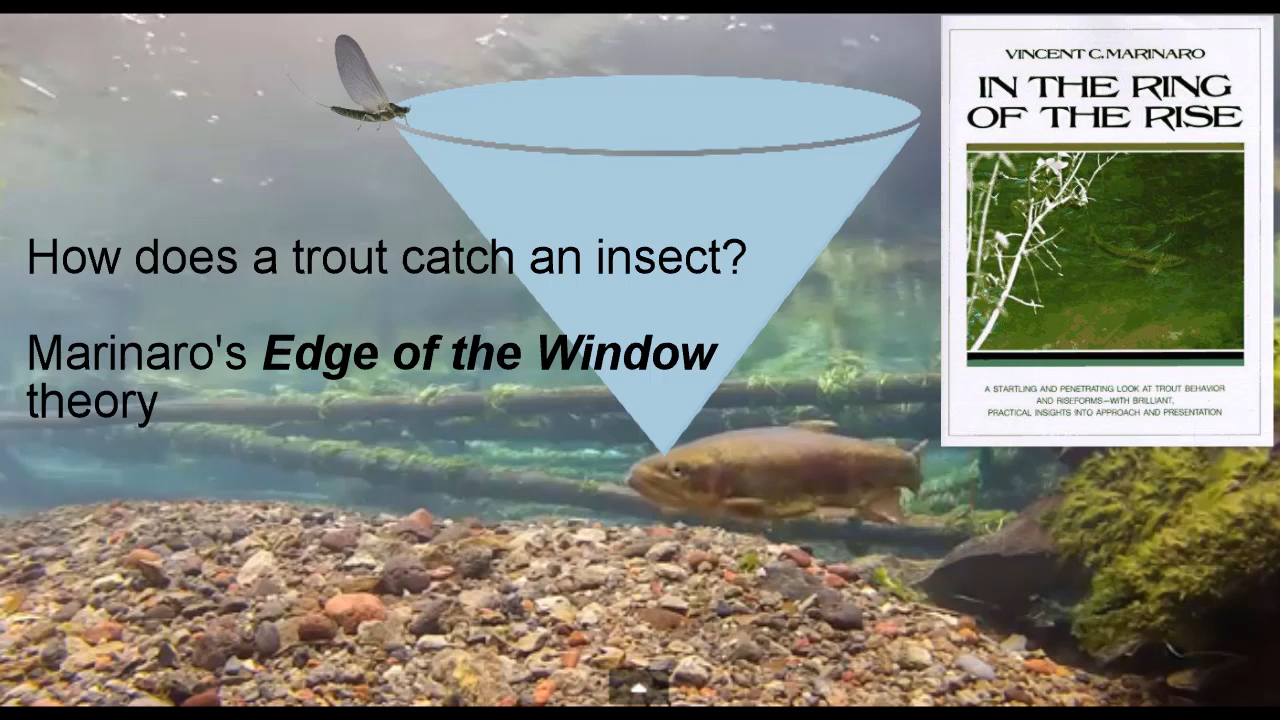 How does a trout catch an insect?
Marinaro's Edge of the Window
theory
VINCENT C. MARINARO
IN THE RING
OF THE RISE
A STARTLING AND PENETRATING LOOK AT TROUT BEHAVIOR
AND RISEFORMS—WITH BRILLIANT,
PRACTICAL INSIGHTS INTO APPROACH AND PRESENTATION